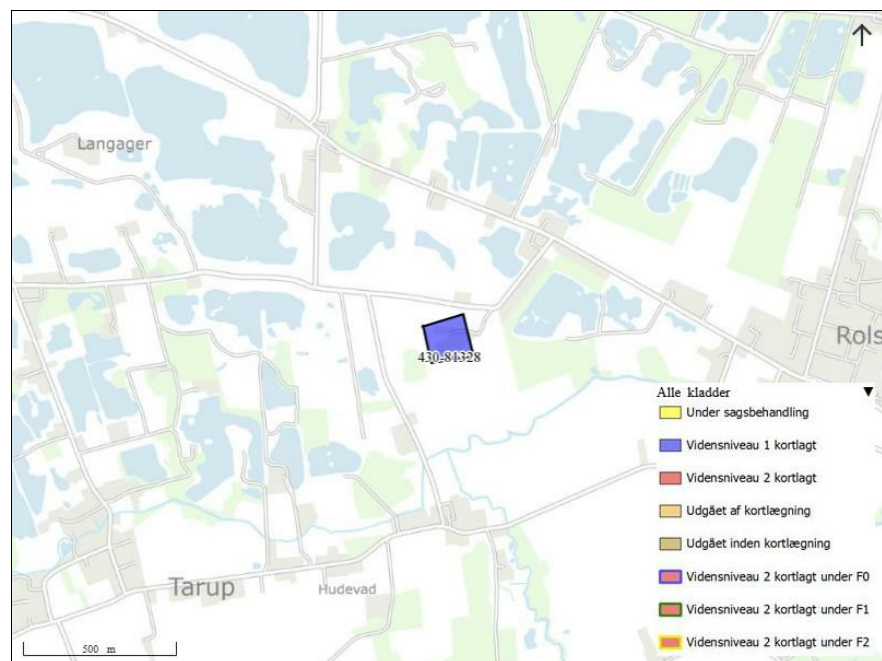 Langager
Rols
430-81328
Alle kladder
Under sagsbehandling
Vidensniveau 1 kortlagt
Vidensniveau 2 kortlagt
Udgået af kortlægning
Udgået inden kortlægning
Vidensniveau 2 kortlagt under F0
Vidensniveau 2 kortlagt under F1
Vidensniveau 2 kortlagt under F2
Tarup
Hudevad
500 m